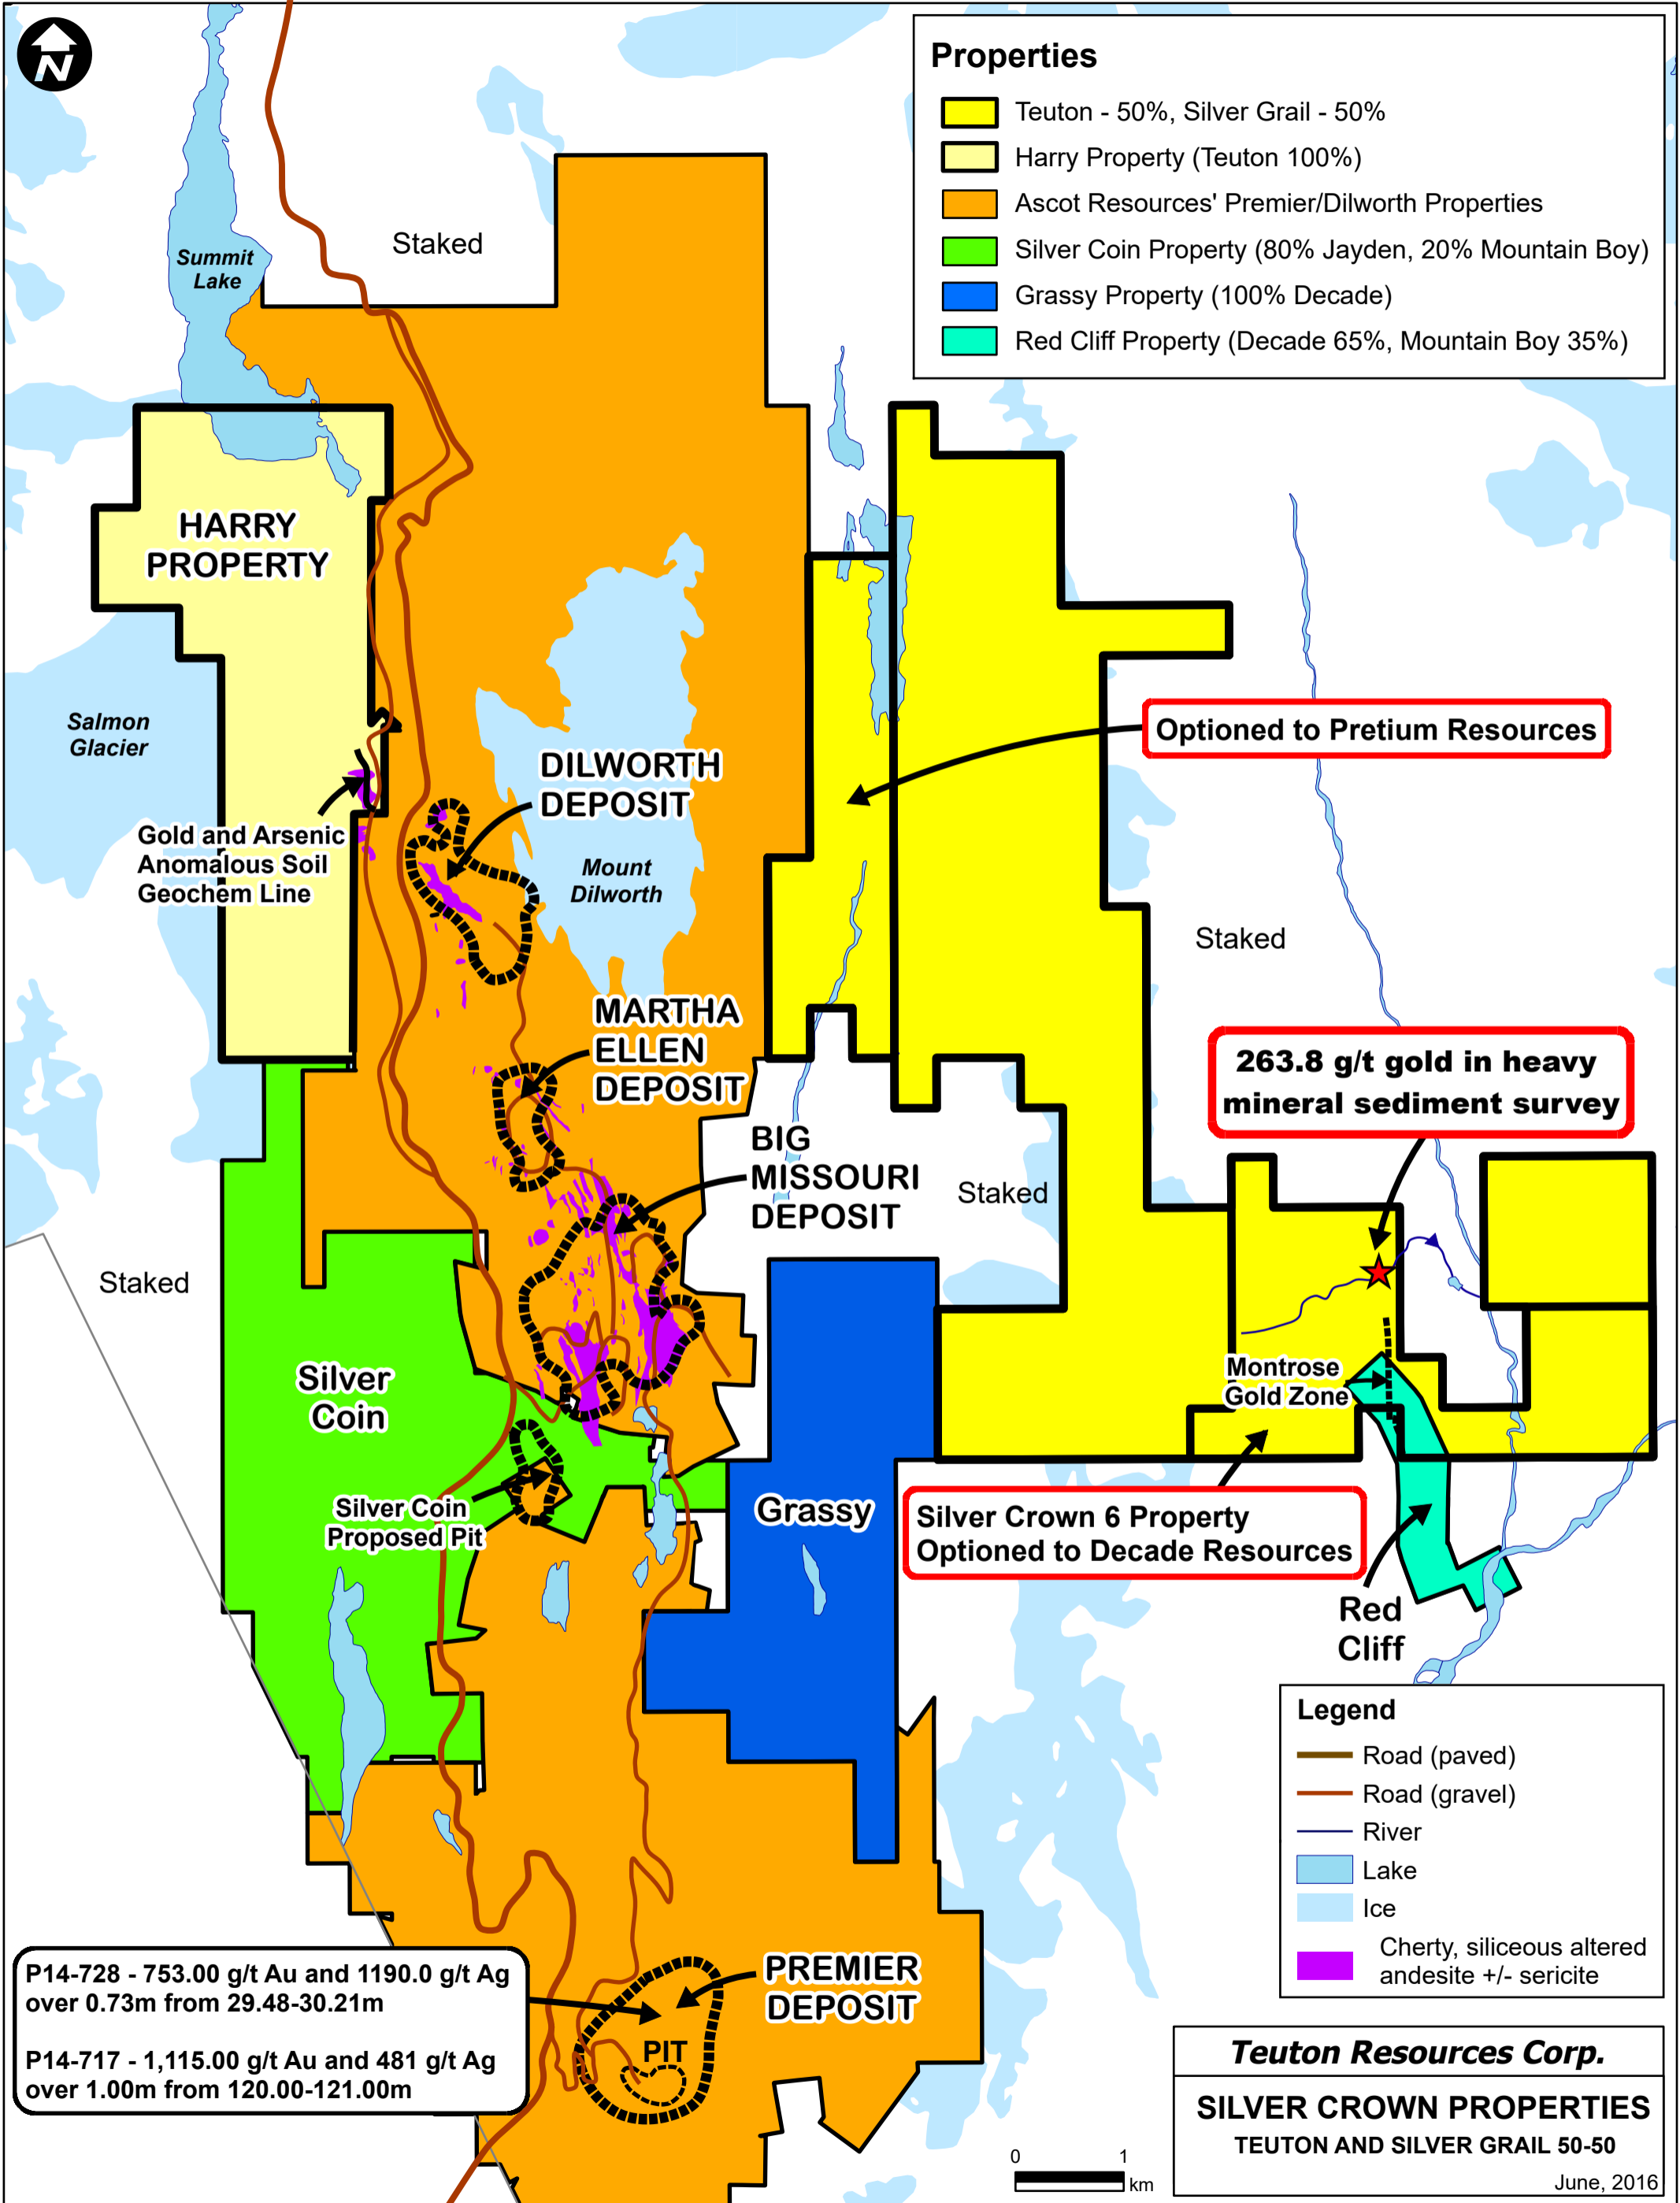 N
Properties
Teuton - 50%, Silver Grail - 50%
Harry Property (Teuton 100%)
Ascot Resources' Premier/Dilworth Properties
Silver Coin Property (80% Jayden, 20% Mountain Boy)
Grassy Property (100% Decade)
Red Cliff Property (Decade 65%, Mountain Boy 35%)
Staked
Summit
Lake
HARRY
PROPERTY
Salmon
Glacier
Optioned to Pretium Resources
DILWORTH
DEPOSIT
Gold and Arsenic
Anomalous Soil
Geochem Line
Mount
Dilworth
Staked
MARTHA
ELLEN
DEPOSIT
263.8 g/t gold in heavy
mineral sediment survey
BIG
MISSOURI
DEPOSIT
Staked
Staked
Silver
Coin
Montrose
Gold Zone
Silver Coin
Proposed Pit
Grassy
Silver Crown 6 Property
Optioned to Decade Resources
Red
Cliff
Legend
Road (paved)
Road (gravel)
River
Lake
Ice
Cherty, siliceous altered
andesite +/- sericite
P14-728 - 753.00 g/t Au and 1190.0 g/t Ag
over 0.73m from 29.48-30.21m
P14-717 - 1,115.00 g/t Au and 481 g/t Ag
over 1.00m from 120.00-121.00m
PREMIER
DEPOSIT
PIT
Teuton Resources Corp.
SILVER CROWN PROPERTIES
TEUTON AND SILVER GRAIL 50-50
June, 2016
0 1
km